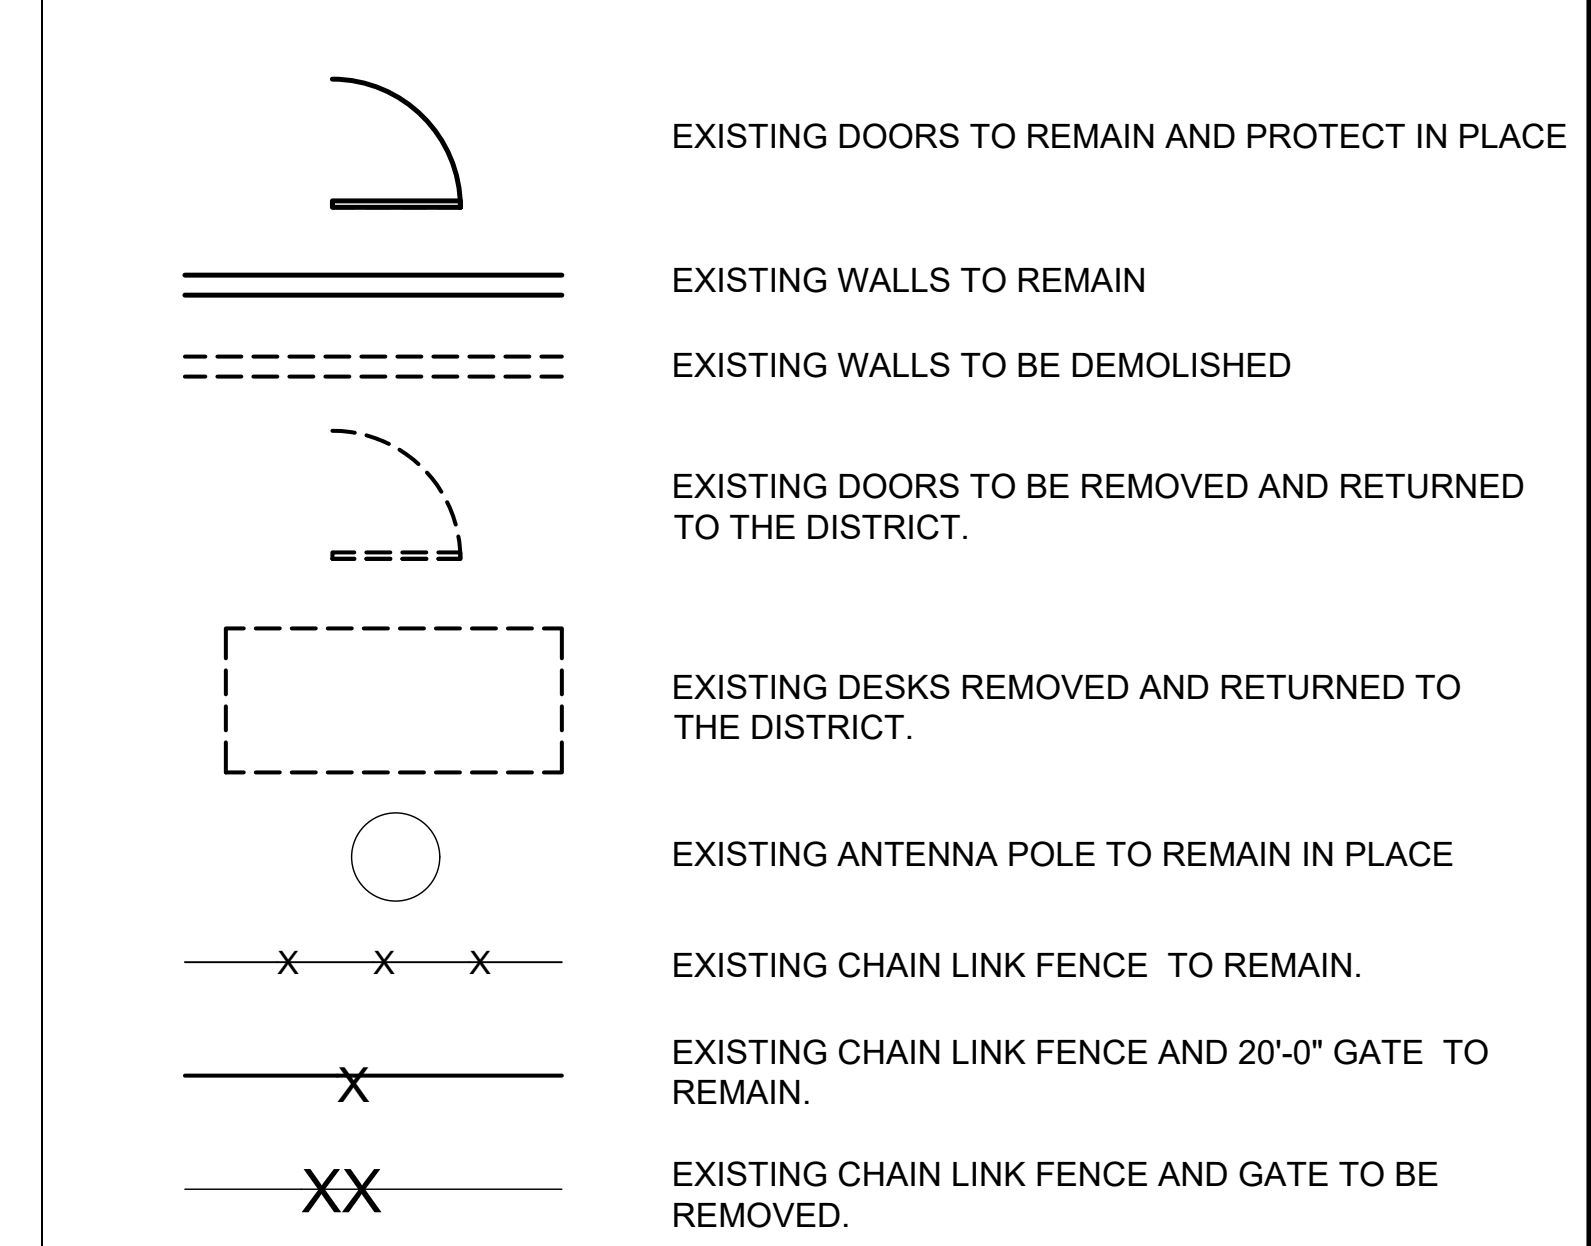 EXISTING DOORS TO REMAIN AND PROTECT IN PLACE
EXISTING WALLS TO REMAIN
EXISTING WALLS TO BE DEMOLISHED
EXISTING DOORS TO BE REMOVED AND RETURNED
TO THE DISTRICT.
EXISTING DESKS REMOVED AND RETURNED TO
THE DISTRICT.
EXISTING ANTENNA POLE TO REMAIN IN PLACE
X X X
EXISTING CHAIN LINK FENCE  TO REMAIN.
X
EXISTING CHAIN LINK FENCE AND 20'-0" GATE  TO
REMAIN.
XX
EXISTING CHAIN LINK FENCE AND GATE TO BE
REMOVED.